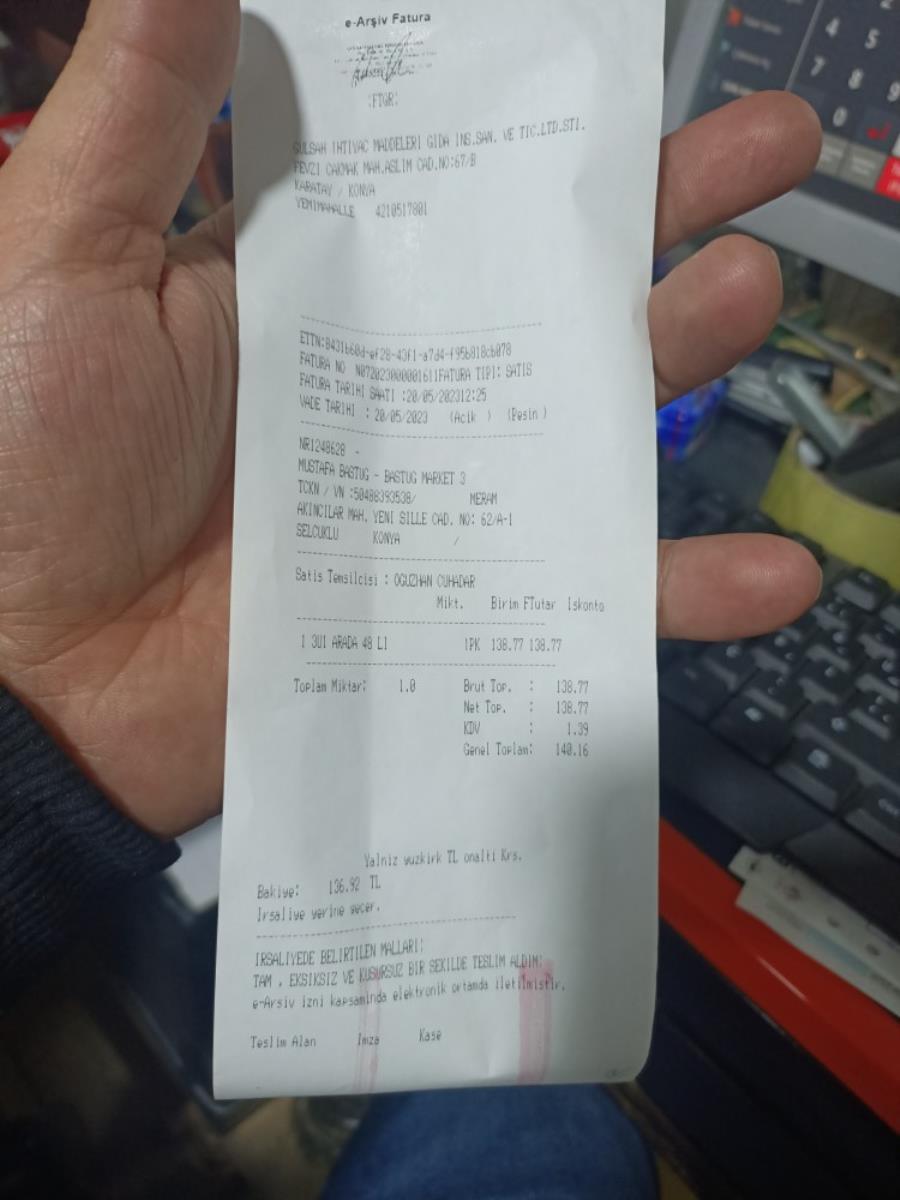 e-Arşiv Fatura
:FTGR:
GULSAH IHTIYAC MADDELERI GIDA INS.SAN. VE TIC.LTD.STI.
FEVZI CAKMAK MAH.ASLIM CAD.NO:67/B
KARATAY / KONYA
YENIMAHALLE 4210517801
ETTN:8431b60d-ef28-43f1-a7d4-f95b818cb078
FATURA NO N072023000001611FATURA TIPI: SATIS
FATURA TARIHI SAATI :20/05/202312:25
VADE TARIHI : 20/05/2023 (Acik ) (Pesin )
NR1248628 -
MUSTAFA BASTUG - BASTUG MARKET 3
TCKN / VN :50488393538/ MERAM
AKINCILAR MAH. YENI SILLE CAD. NO: 62/A-1
SELCUKLU KONYA /
Satis Temsilcisi : OGUZHAN CUHADAR
Mikt. Birim FTutar Iskonto
1 3U1 ARADA 48 LI 1PK 138.77 138.77
Toplam Miktar: 1.0 Brut Top. : 138.77
Net Top. : 138.77
KDV : 1.39
Genel Toplam: 140.16
Yalniz yuzkirk TL onalti Krs.
Bakiye: 136.92 TL
Irsaliye yerine gecer.
IRSALIYEDE BELIRTILEN MALLARI:
TAM , EKSIKSIZ VE KUSURSUZ BIR SEKILDE TESLIM ALDIM:
e-Arsiv izni kapsaminda elektronik ortamda iletilmistir.
Teslim Alan Imza Kase
4 5
7 8 9
0